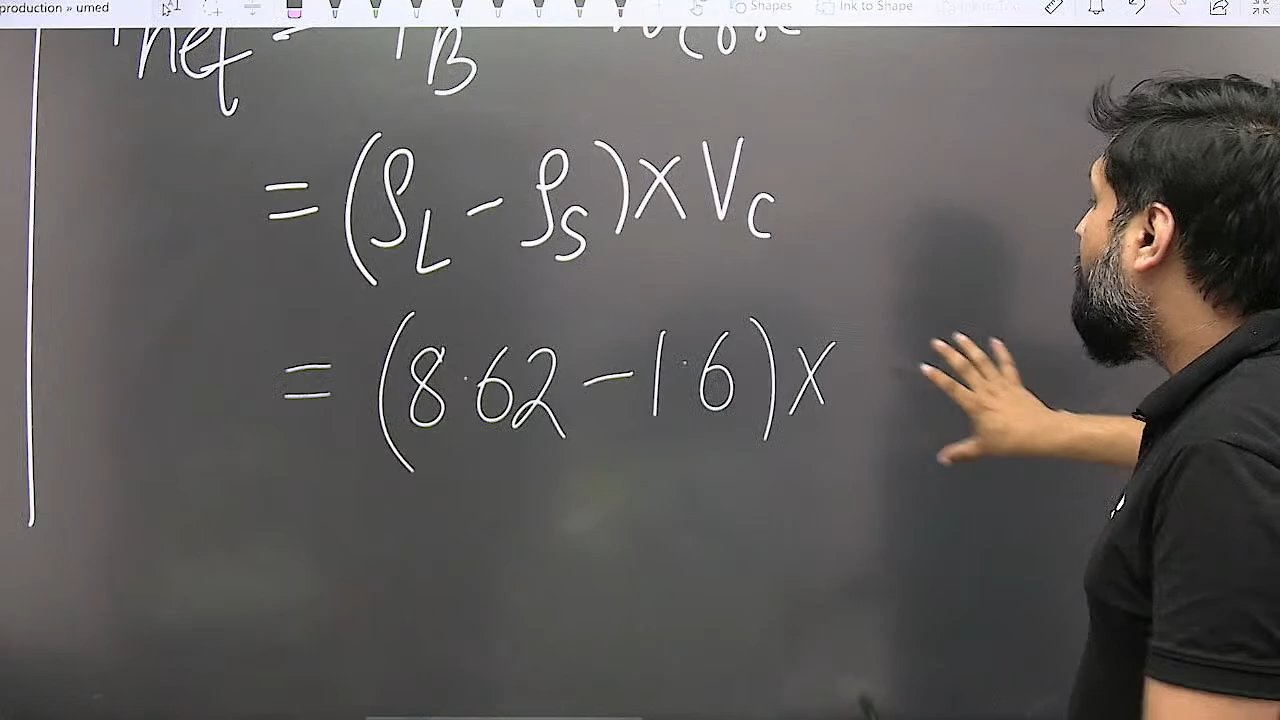 production » umed Shapes Ink to Shape
= (ρL - ρS) X VC
= (8.62 - 1.6) X